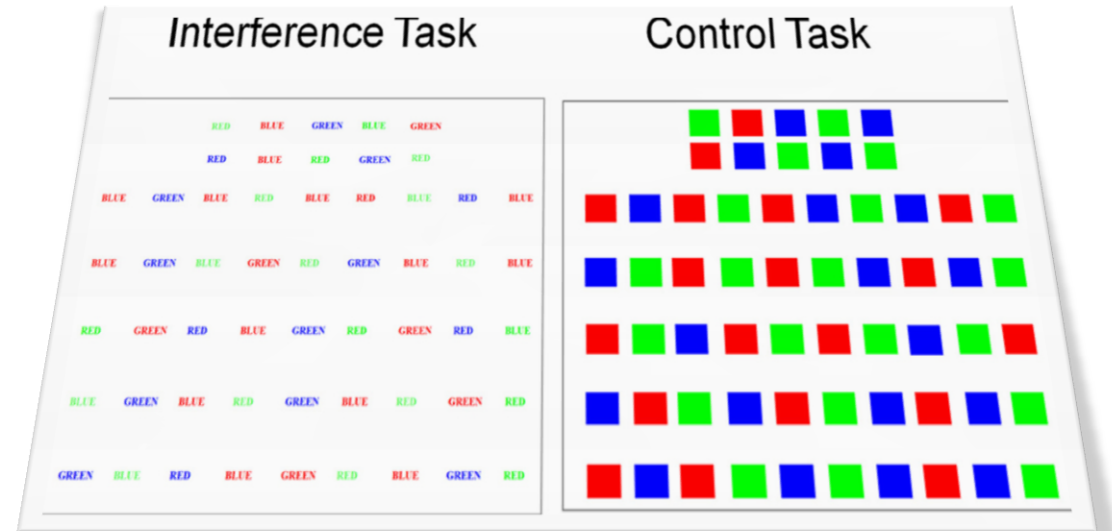 Interference Task
Control Task
RED BLUE GREEN BLUE GREEN
RED BLUE RED GREEN RED
BLUE GREEN BLUE RED BLUE RED BLUE RED BLUE
BLUE GREEN BLUE GREEN RED GREEN BLUE RED BLUE
RED GREEN RED BLUE GREEN RED GREEN RED BLUE
BLUE GREEN BLUE RED GREEN BLUE RED GREEN RED
GREEN BLUE RED BLUE GREEN RED BLUE GREEN RED